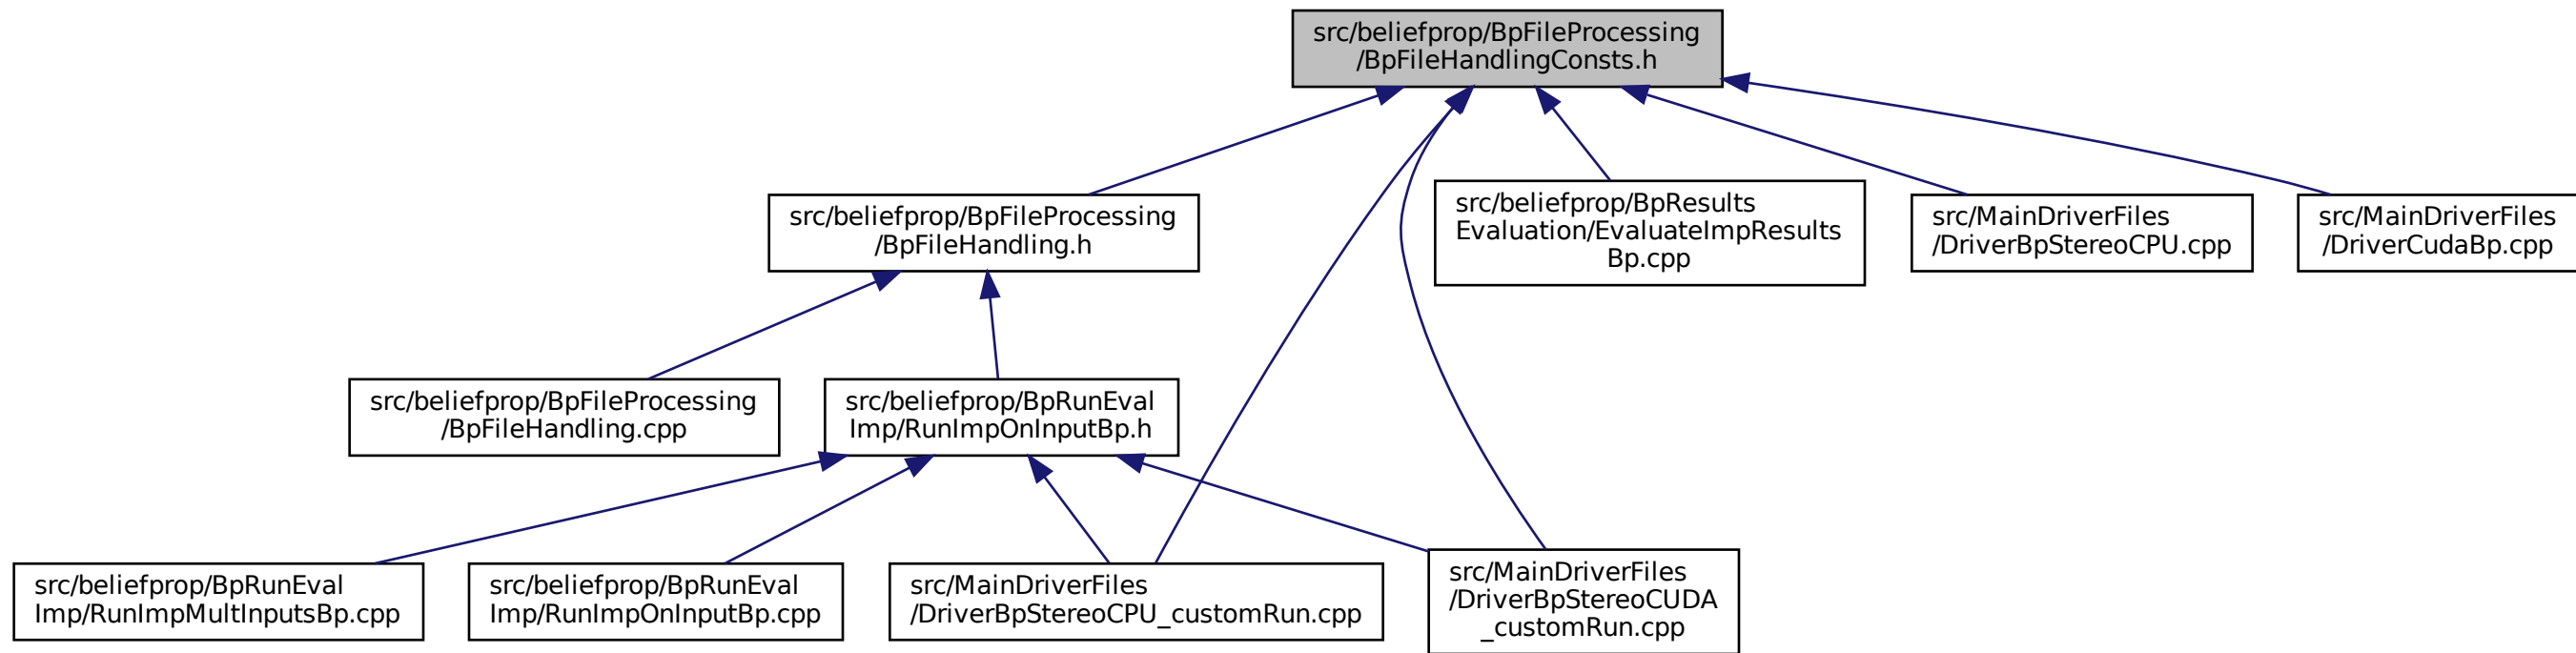 src/beliefprop/BpFileProcessing
/BpFileHandlingConsts.h
src/beliefprop/BpFileProcessing
/BpFileHandling.h
src/beliefprop/BpResults
Evaluation/EvaluateImpResults
Bp.cpp
src/MainDriverFiles
/DriverBpStereoCPU.cpp
src/MainDriverFiles
/DriverCudaBp.cpp
src/beliefprop/BpFileProcessing
/BpFileHandling.cpp
src/beliefprop/BpRunEval
Imp/RunImpOnInputBp.h
src/beliefprop/BpRunEval
Imp/RunImpMultInputsBp.cpp
src/beliefprop/BpRunEval
Imp/RunImpOnInputBp.cpp
src/MainDriverFiles
/DriverBpStereoCPU_customRun.cpp
src/MainDriverFiles
/DriverBpStereoCUDA
_customRun.cpp